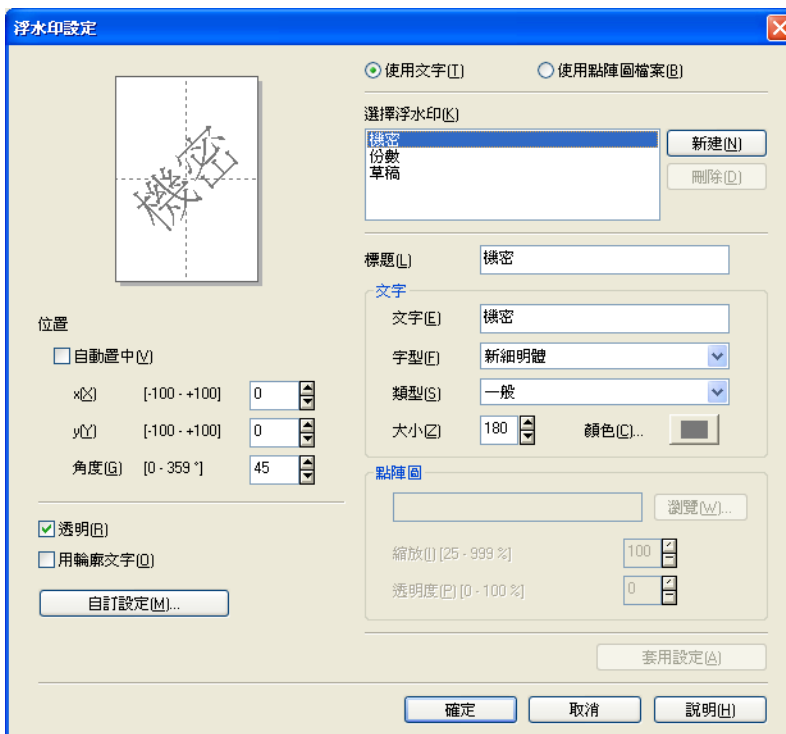 浮水印設定
使用文字(T) 使用點陣圖檔案(B)
選擇浮水印(K)
機密
份數
草稿
新建(N)
刪除(D)
機密
標題(L) 機密
文字
文字(E) 機密
字型(F) 新細明體
類型(S) 一般
大小(Z) 180 顏色(C)...
位置
自動置中(V)
x(X) [-100 - +100] 0
y(Y) [-100 - +100] 0
角度(G) [0 - 359 °] 45
透明(R)
用輪廓文字(O)
自訂設定(M)...
點陣圖
瀏覽(W)...
縮放(I) [25 - 999 %] 100
透明度(P) [0 - 100 %] 0
套用設定(A)
確定 取消 說明(H)